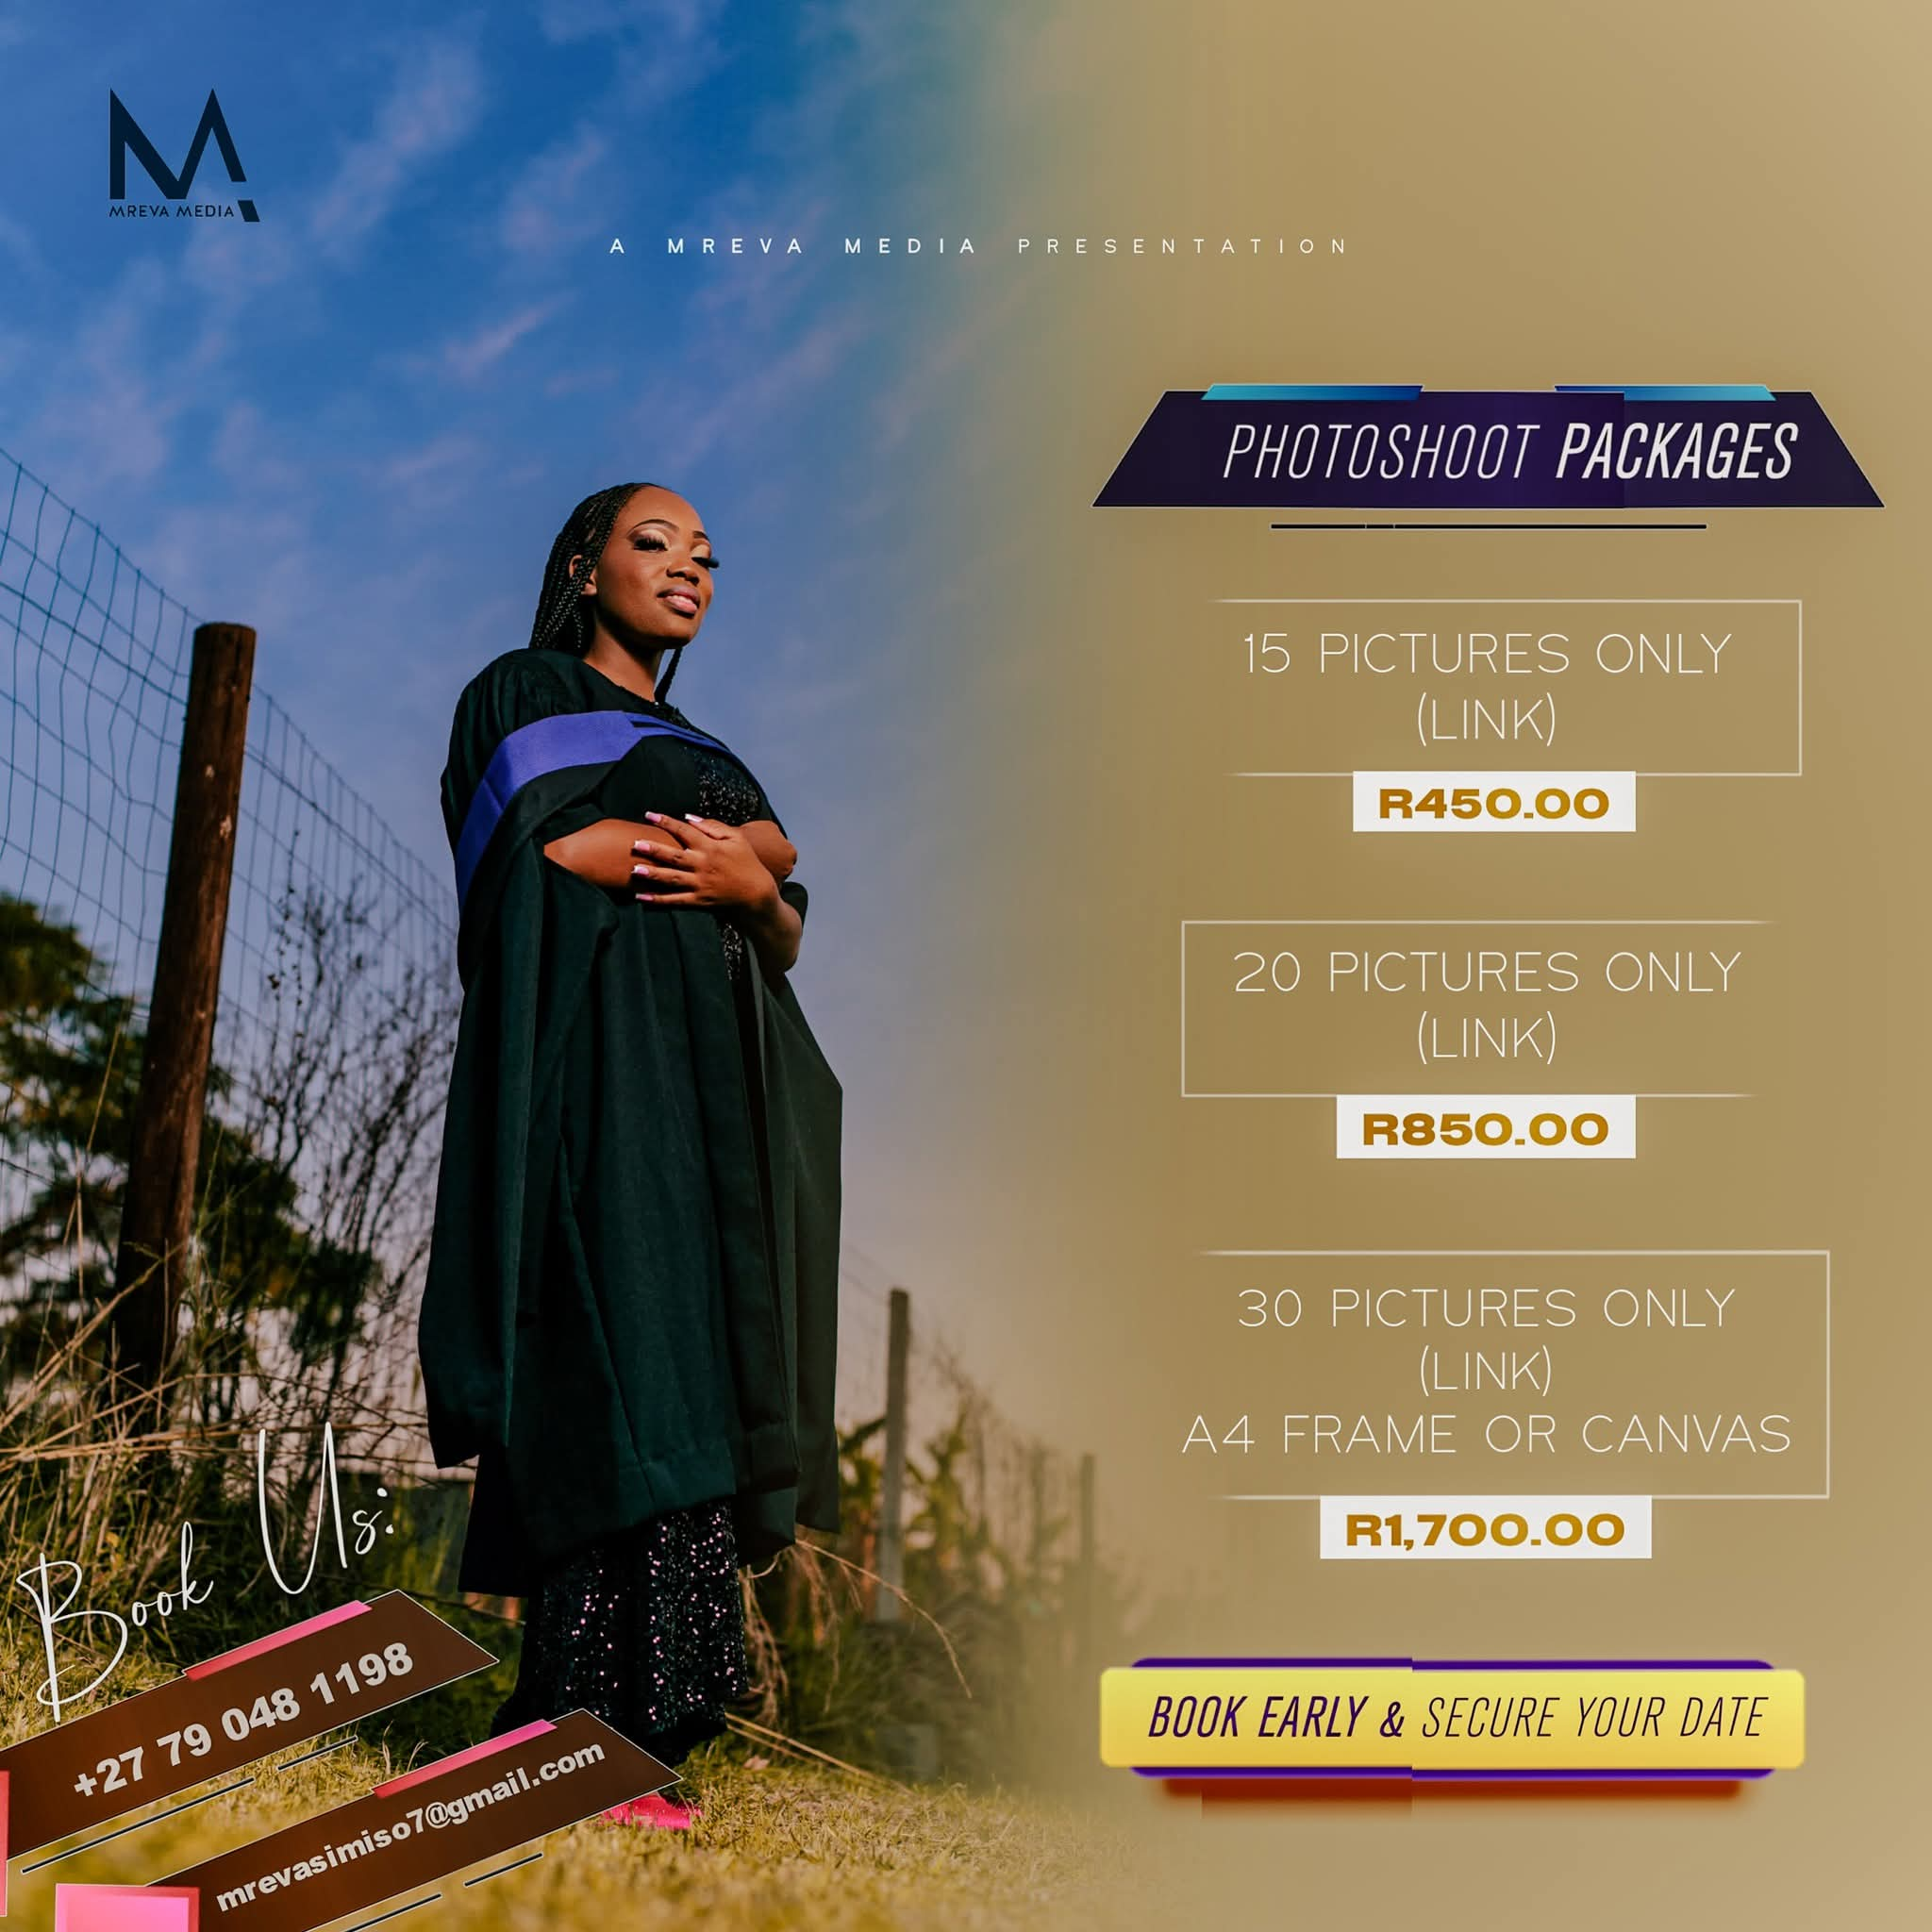 MREVA MEDIA
A MREVA MEDIA PRESENTATION
PHOTOSHOOT PACKAGES
15 PICTURES ONLY
(LINK)
R450.00
20 PICTURES ONLY
(LINK)
R850.00
30 PICTURES ONLY
(LINK)
A4 FRAME OR CANVAS
R1,700.00
Book Us:
+27 79 048 1198
mrevasimiso7@gmail.com
BOOK EARLY & SECURE YOUR DATE